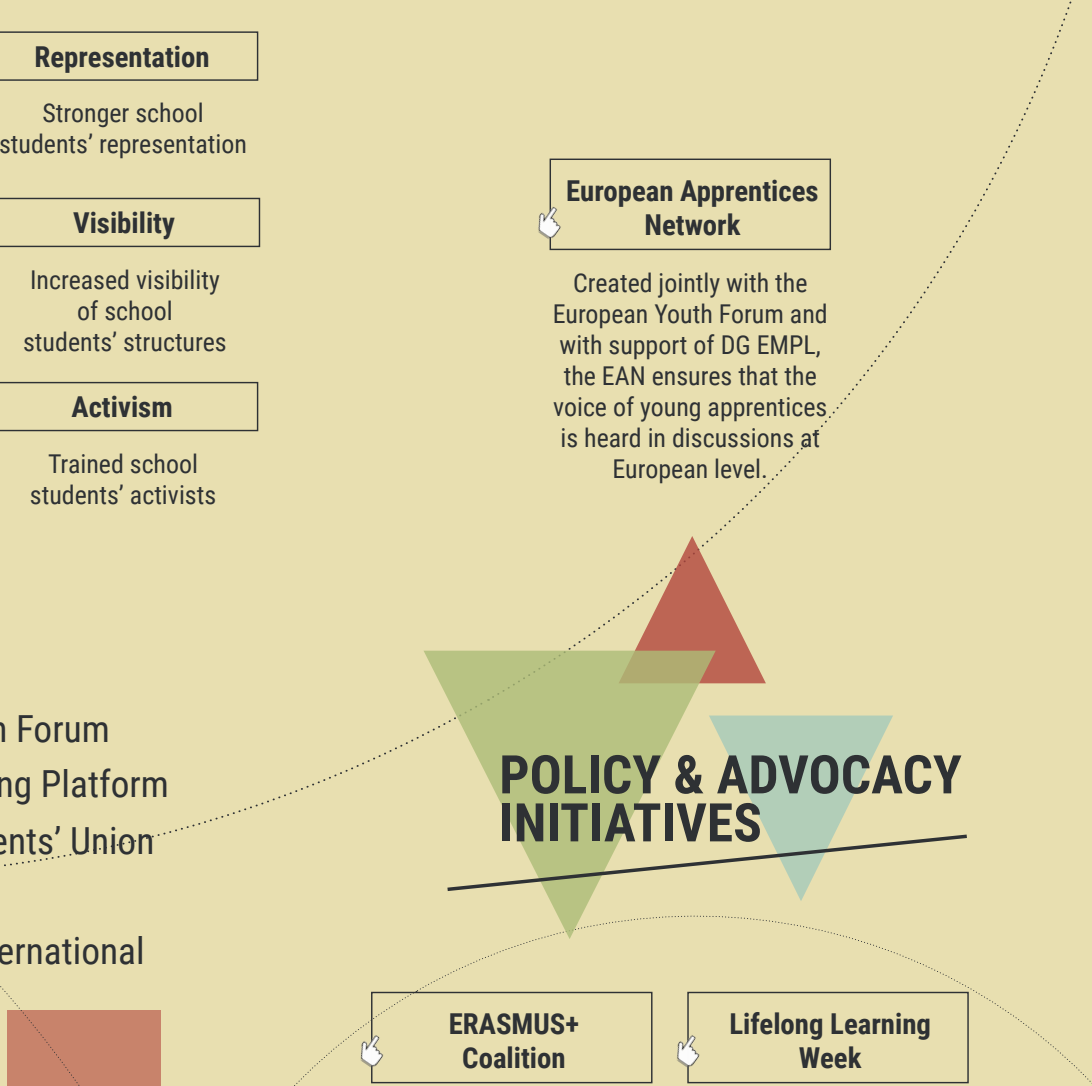 Representation
Stronger school
students’ representation
Visibility
Increased visibility
of school
students’ structures
Activism
Trained school
students’ activists
European Apprentices
Network
Created jointly with the
European Youth Forum and
with support of DG EMPL,
the EAN ensures that the
voice of young apprentices
is heard in discussions at
European level.
Forum
Platform
Union
POLICY & ADVOCACY
INITIATIVES
ERASMUS+
Coalition
Lifelong Learning
Week